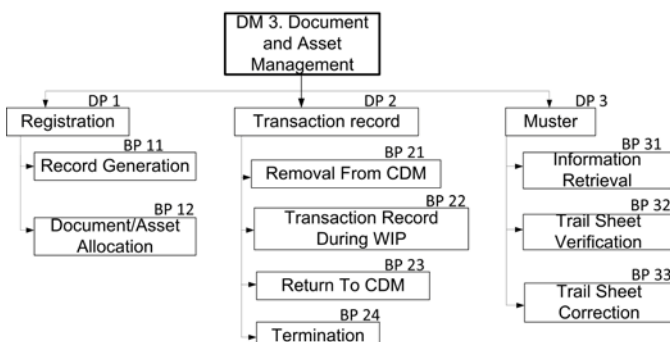 DM 3. Document
and Asset
Management
DP 1
Registration
BP 11
Record Generation
BP 12
Document/Asset
Allocation
DP 2
Transaction record
BP 21
Removal From CDM
BP 22
Transaction Record
During WIP
BP 23
Return To CDM
BP 24
Termination
DP 3
Muster
BP 31
Information
Retrieval
BP 32
Trail Sheet
Verification
BP 33
Trail Sheet
Correction